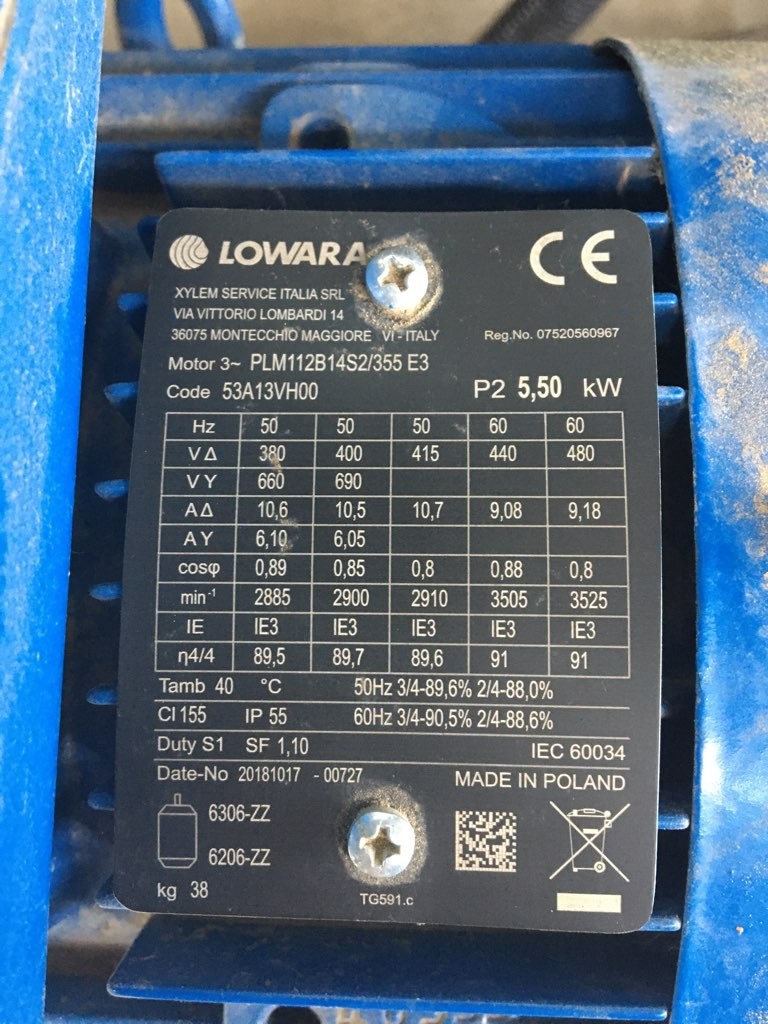 LOWARA
CE
XYLEM SERVICE ITALIA SRL
VIA VITTORIO LOMBARDI 14
36075 MONTECCHIO MAGGIORE VI - ITALY
Reg.No. 07520560967
Motor 3~ PLM112B14S2/355 E3
Code 53A13VH00 P2 5,50 kW
Hz 50 50 50 60 60
V Δ 380 400 415 440 480
V Y 660 690
A Δ 10,6 10,5 10,7 9,08 9,18
A Y 6,10 6,05
cosφ 0,89 0,85 0,8 0,88 0,8
min⁻¹ 2885 2900 2910 3505 3525
IE IE3 IE3 IE3 IE3 IE3
η4/4 89,5 89,7 89,6 91 91
Tamb 40 °C 50Hz 3/4-89,6% 2/4-88,0%
Cl 155 IP 55 60Hz 3/4-90,5% 2/4-88,6%
Duty S1 SF 1,10 IEC 60034
Date-No 20181017 - 00727 MADE IN POLAND
6306-ZZ
6206-ZZ
kg 38
TG591.c